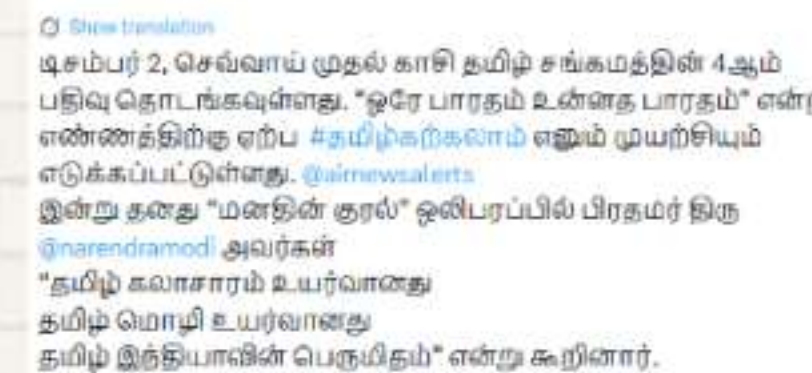 Show translation
டிசம்பர் 2, செவ்வாய் முதல் காசி தமிழ் சங்கமத்தின் 4ஆம்
பதிவு தொடங்கவுள்ளது. "ஒரே பாரதம் உன்னத பாரதம்"
எண்ணத்திற்கு ஏற்ப #தமிழ்கற்கலாம் எனும் முயற்சியும்
எடுக்கப்பட்டுள்ளது. @airnewsalerts
இன்று தனது "மனதின் குரல்" ஒலிபரப்பில் பிரதமர் திரு
@narendramodi அவர்கள்
"தமிழ் கலாசாரம் உயர்வானது
தமிழ் மொழி உயர்வானது
தமிழ் இந்தியாவின் பெருமிதம்" என்று கூறினார்.